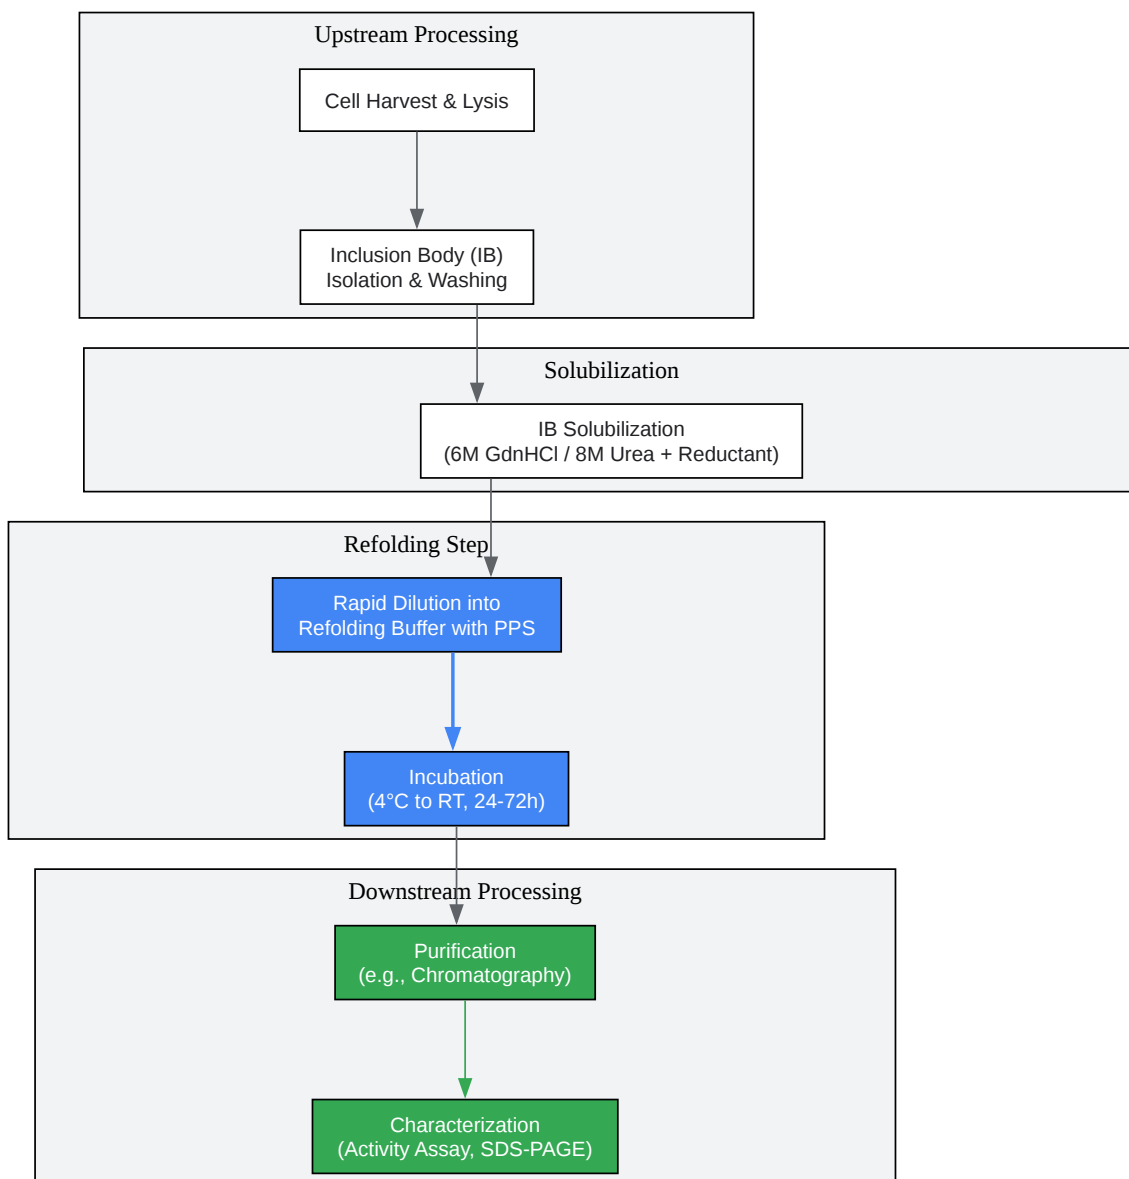 Upstream Processing
Cell Harvest & Lysis
Inclusion Body (IB)
Isolation & Washing
Solubilization
IB Solubilization
(6M GdnHCl / 8M Urea + Reductant)
Refolding Step
Rapid Dilution into
Refolding Buffer with PPS
Incubation
(4°C to RT, 24-72h)
Downstream Processing
Purification
(e.g., Chromatography)
Characterization
(Activity Assay, SDS-PAGE)